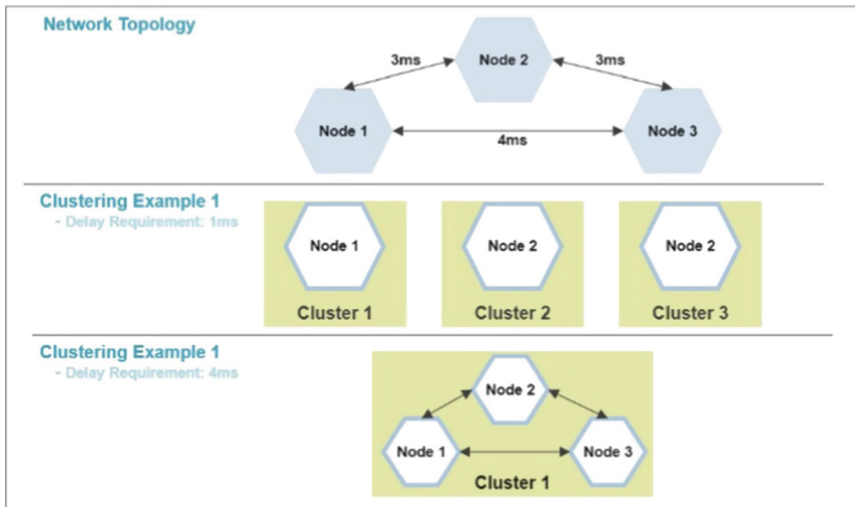 Network Topology
3ms
Node 2
3ms
Node 1
4ms
Node 3
Clustering Example 1
- Delay Requirement: 1ms
Node 1
Node 2
Node 2
Cluster 1
Cluster 2
Cluster 3
Clustering Example 1
- Delay Requirement: 4ms
Node 2
Node 1
Node 3
Cluster 1